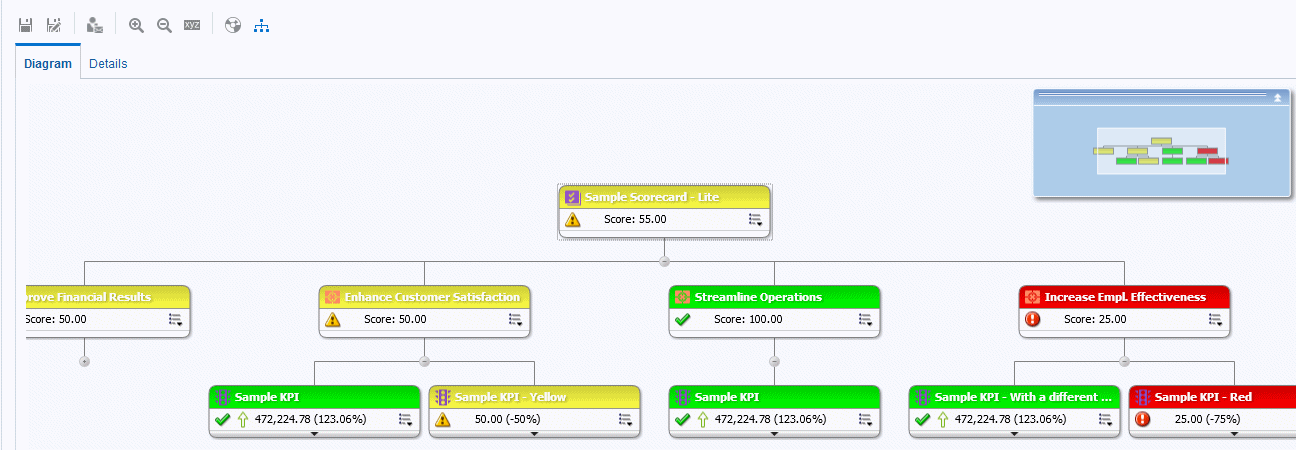 xyz
Diagram
Details
Sample Scorecard - Lite
Score: 55.00
prove Financial Results
Score: 50.00
Enhance Customer Satisfaction
Score: 50.00
Streamline Operations
Score: 100.00
Increase Empl. Effectiveness
Score: 25.00
Sample KPI
472,224.78 (123.06%)
Sample KPI - Yellow
50.00 (-50%)
Sample KPI
472,224.78 (123.06%)
Sample KPI - With a different ...
472,224.78 (123.06%)
Sample KPI - Red
25.00 (-75%)